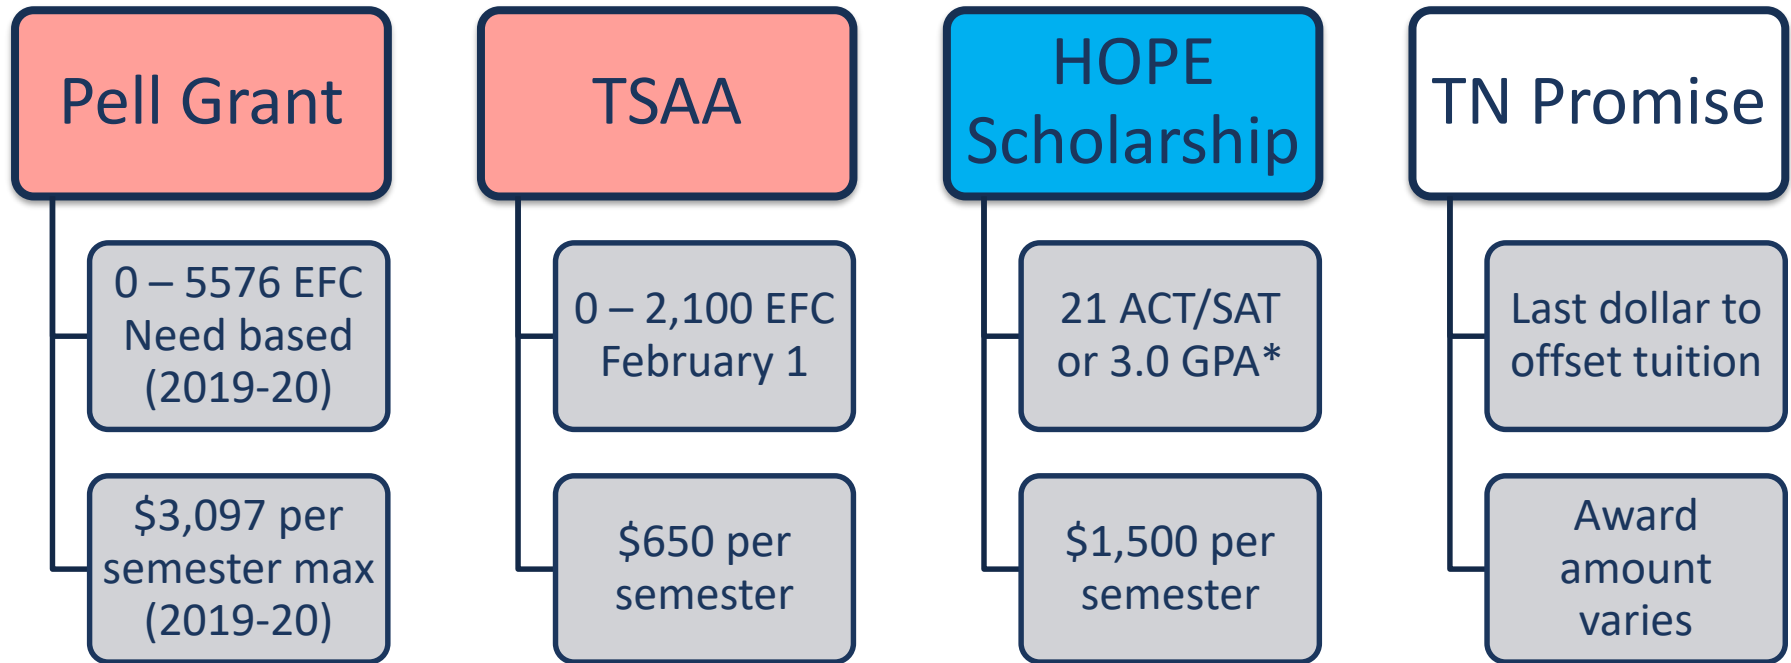 Pell Grant
0 – 5576 EFC
Need based
(2019-20)
$3,097 per
semester max
(2019-20)
TSAA
0 – 2,100 EFC
February 1
$650 per
semester
HOPE
Scholarship
21 ACT/SAT
or 3.0 GPA*
$1,500 per
semester
TN Promise
Last dollar to
offset tuition
Award
amount
varies